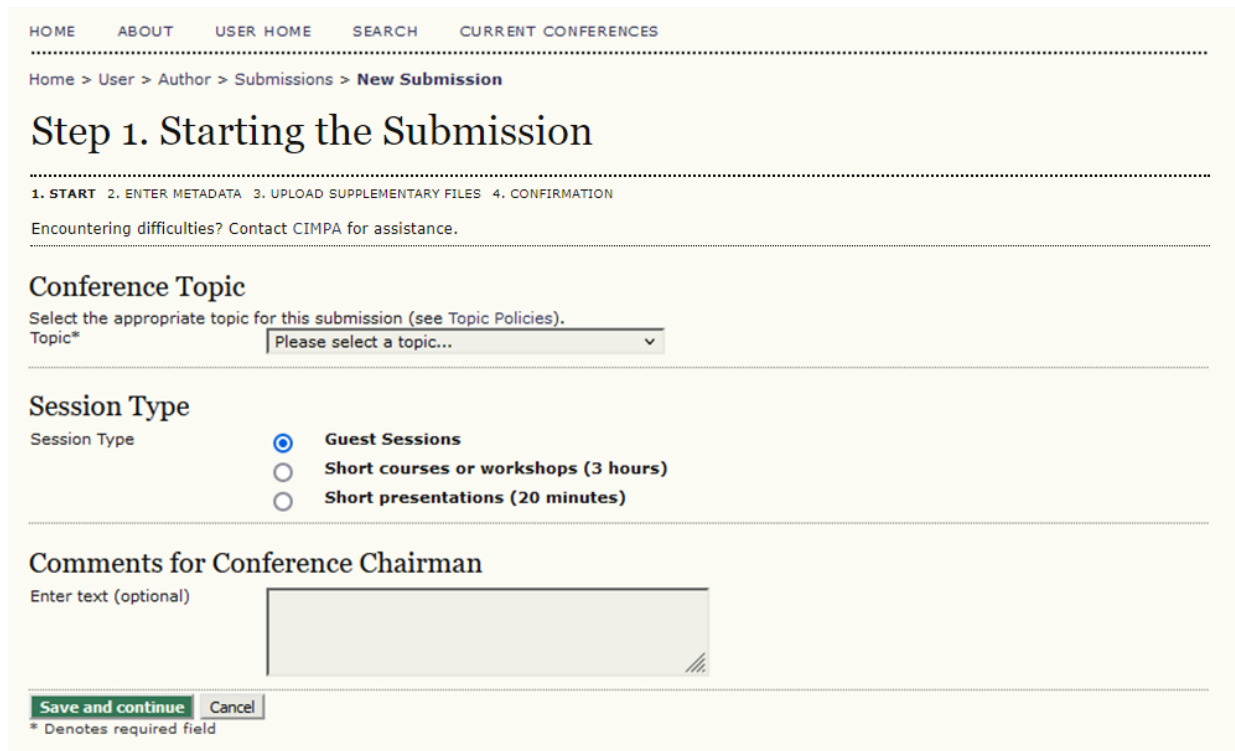 HOME ABOUT USER HOME SEARCH CURRENT CONFERENCES
Home > User > Author > Submissions > New Submission
Step 1. Starting the Submission
1. START 2. ENTER METADATA 3. UPLOAD SUPPLEMENTARY FILES 4. CONFIRMATION
Encountering difficulties? Contact CIMPA for assistance.
Conference Topic
Select the appropriate topic for this submission (see Topic Policies).
Topic* Please select a topic...
Session Type
Session Type Guest Sessions
Short courses or workshops (3 hours)
Short presentations (20 minutes)
Comments for Conference Chairman
Enter text (optional)
Save and continue Cancel
* Denotes required field